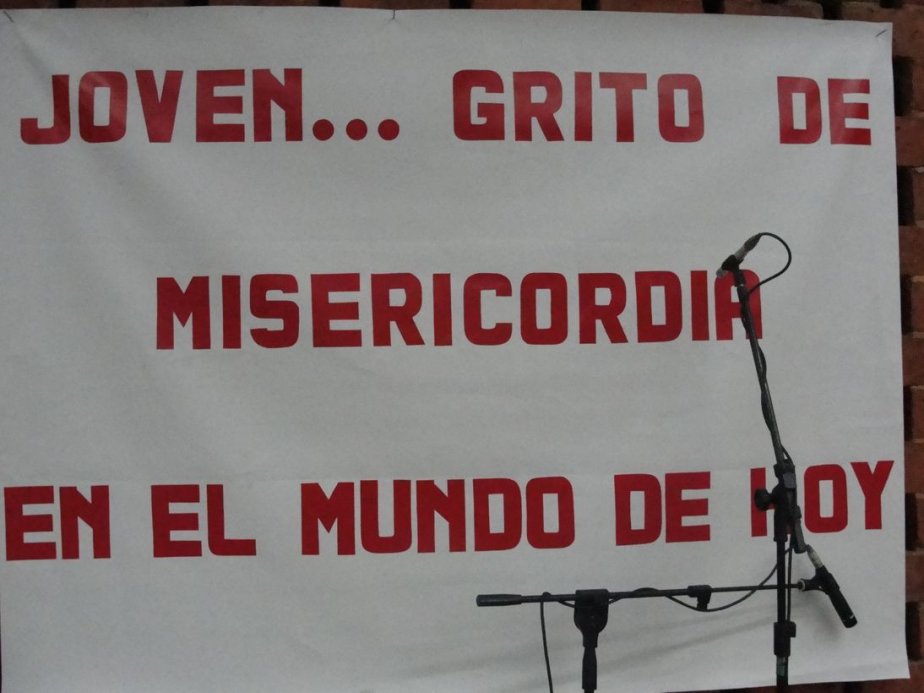 JOVEN... GRITO DE
MISERICORDIA
EN EL MUNDO DE HOY